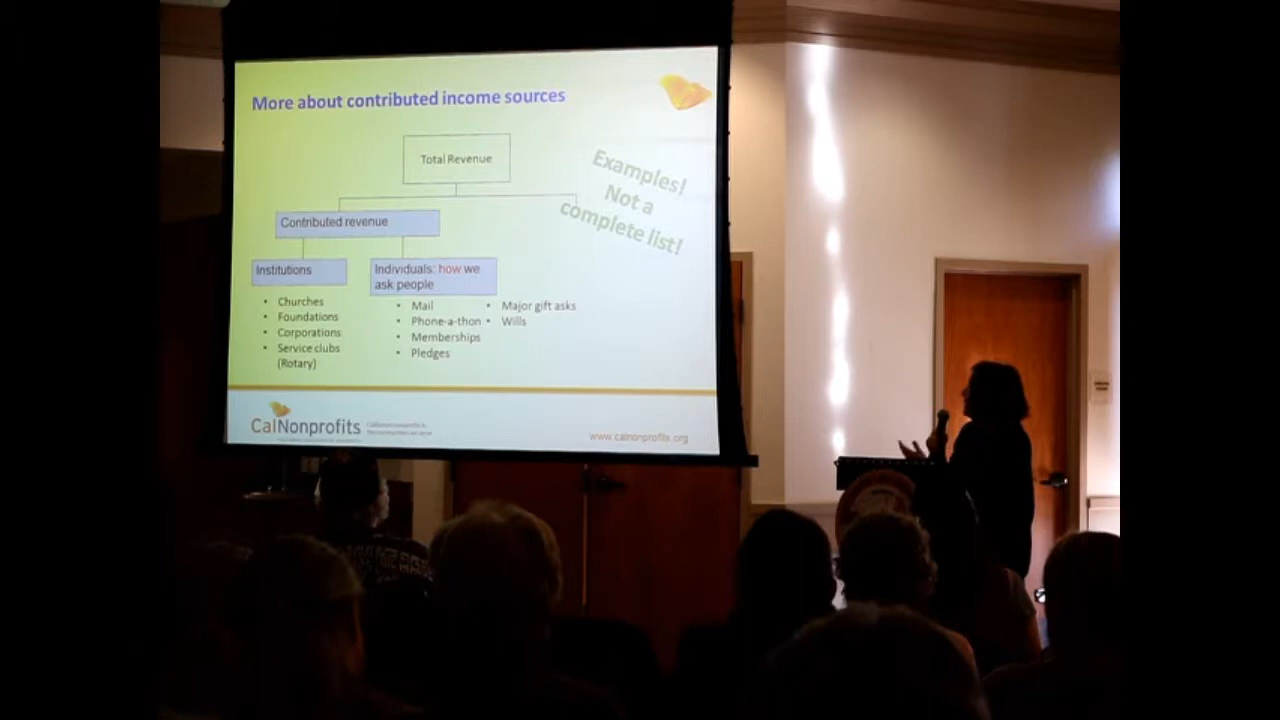 More about contributed income sources
Total Revenue
Examples!
Not a
complete list!
Contributed revenue
Institutions
Individuals: how we
ask people
• Churches
• Foundations
• Corporations
• Service clubs
(Rotary)
• Mail
• Phone-a-thon
• Memberships
• Pledges
• Major gift asks
• Wills
CalNonprofits
www.calnonprofits.org